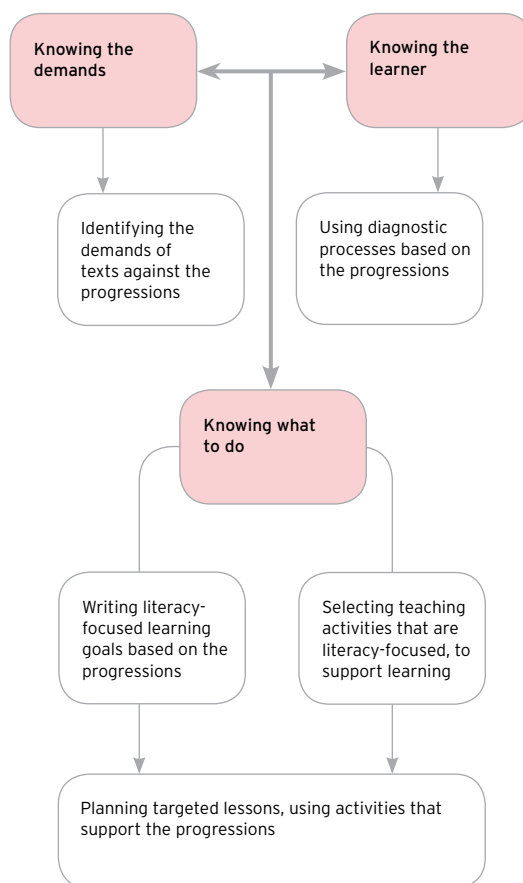 Knowing the
demands
Knowing the
learner
Identifying the
demands of
texts against the
progressions
Using diagnostic
processes based on
the progressions
Knowing what
to do
Writing literacy-
focused learning
goals based on the
progressions
Selecting teaching
activities that are
literacy-focused, to
support learning
Planning targeted lessons, using activities that
support the progressions